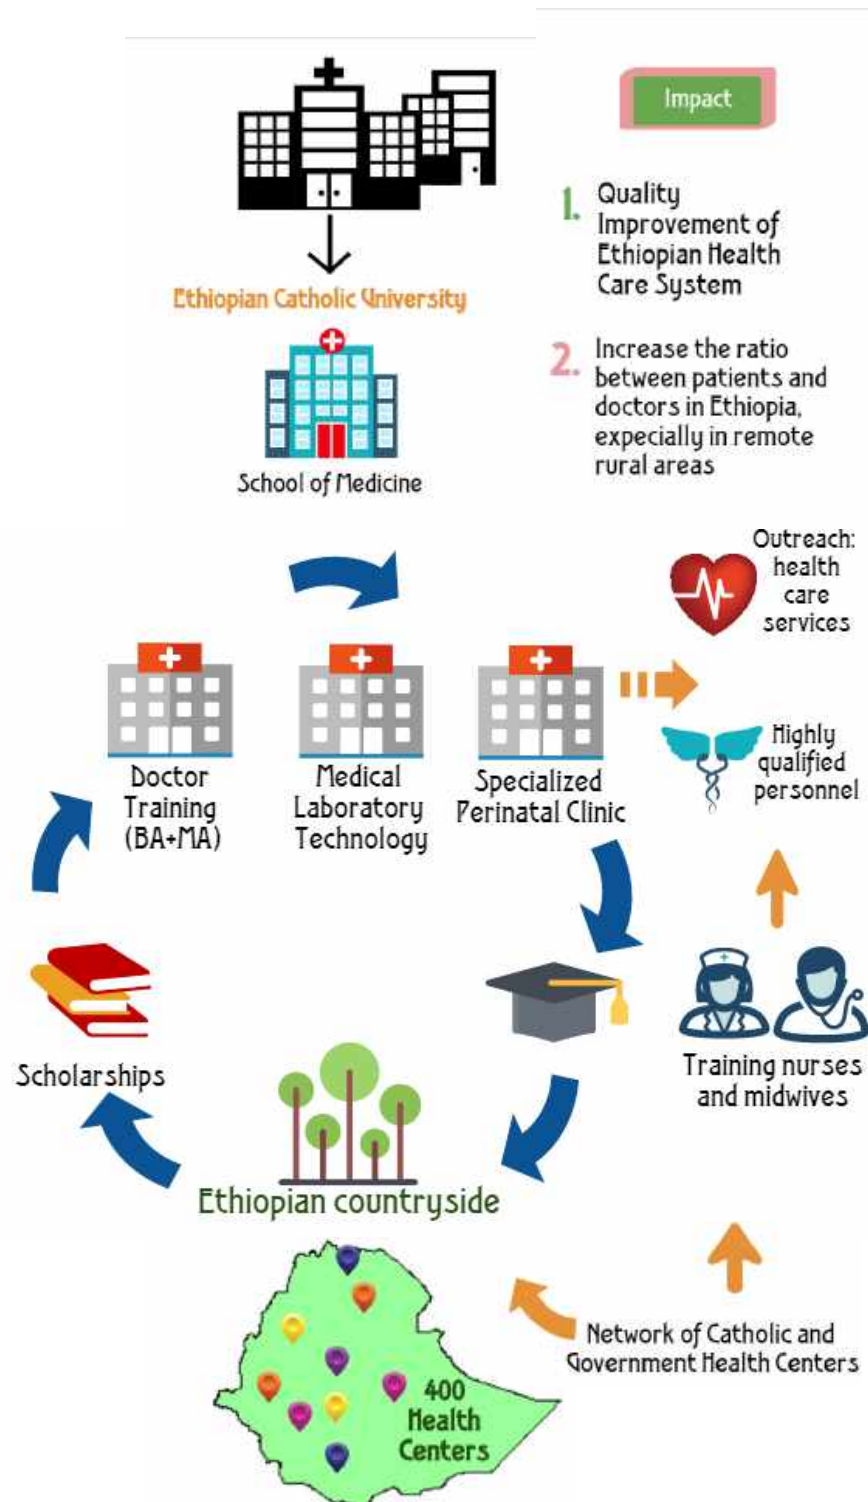 Impact
1. Quality
Improvement of
Ethiopian Health
Care System
2. Increase the ratio
between patients and
doctors in Ethiopia,
expecially in remote
rural areas
Ethiopian Catholic University
School of Medicine
Outreach:
health
care
services
Highly
qualified
personnel
Doctor
Training
(BA+MA)
Medical
Laboratory
Technology
Specialized
Perinatal Clinic
Scholarships
Training nurses
and midwives
Ethiopian countryside
Network of Catholic and
Government Health Centers
400
Health
Centers